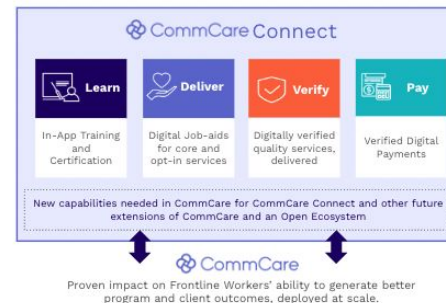 CommCare Connect
Learn
Deliver
Verify
Pay
In-App Training
and
Certification
Digital Job-aids
for core and
opt-in services
Digitally verified
quality services,
delivered
Verified Digital
Payments
New capabilities needed in CommCare for CommCare Connect and other future
extensions of CommCare and an Open Ecosystem
CommCare
Proven impact on Frontline Workers' ability to generate better
program and client outcomes, deployed at scale.